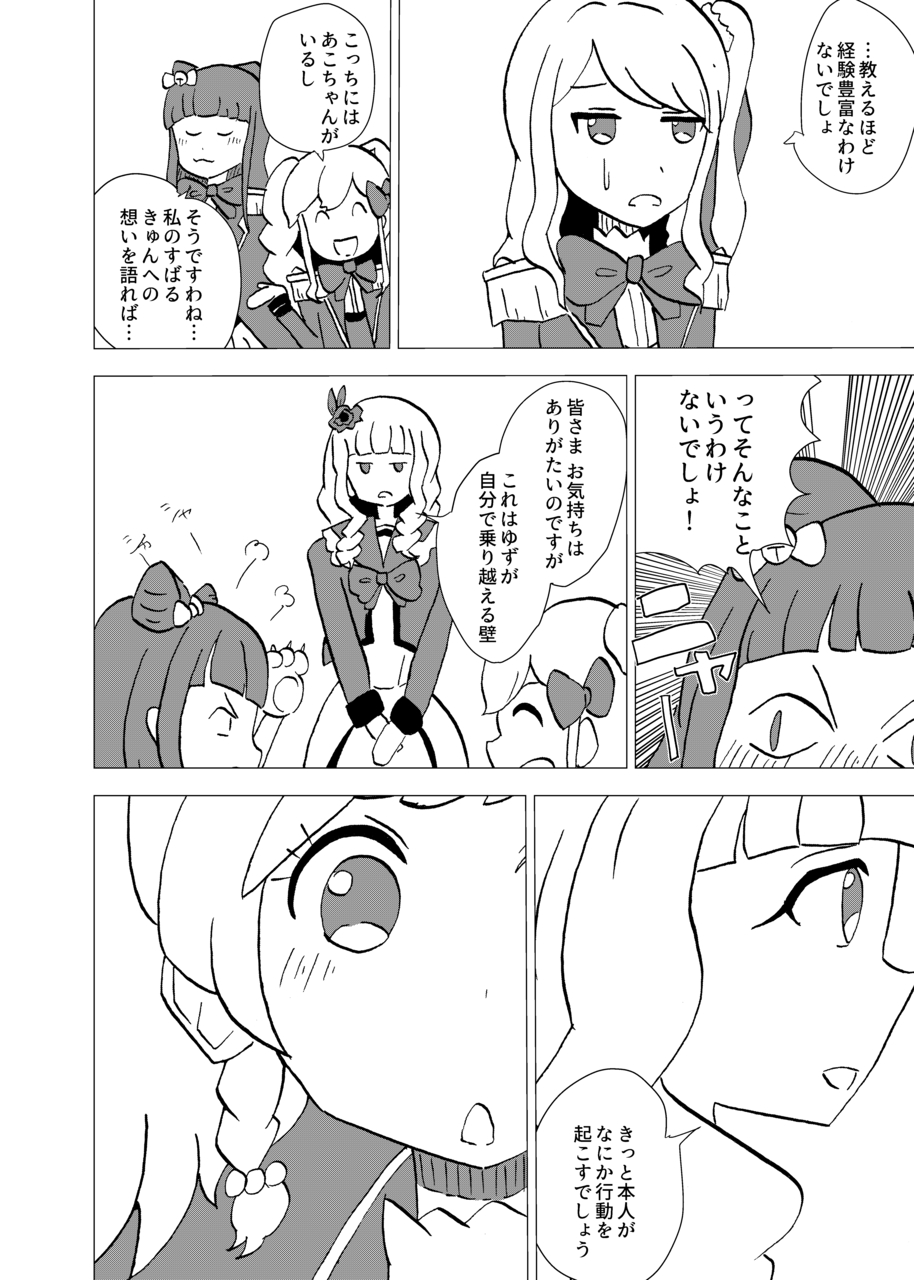 …教えるほど
経験豊富なわけ
ないでしょ
こっちには
あこちゃんが
いるし
そうですわね…
私のすばる
きゅんへの
想いを語れば…
ってそんなこと
いうわけ
ないでしょ！
ニャー
皆さま お気持ちは
ありがたいのですが
これはゆずが
自分で乗り越える壁
ニャ
ニャ
きっと本人が
なにか行動を
起こすでしょう